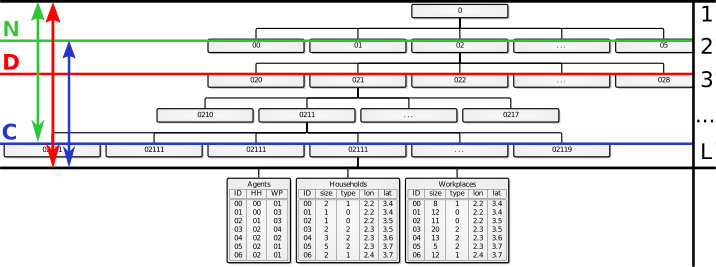 0 1
N
00 01 02 ... 05 2
D
020 021 022 ... 028 3
0210 0211 ... 0217 ...
C
02111 02111 02111 ... 02119 L
Agents Households Workplaces
ID HH WP ID size type lon lat ID size type lon lat
00 00 01 00 2 1 2.2 3.4 00 8 1 2.2 3.4
01 00 03 01 1 0 2.2 3.4 01 12 0 2.2 3.4
02 01 03 02 1 0 2.2 3.5 02 11 0 2.2 3.5
03 02 04 03 2 2 2.3 3.5 03 20 2 2.3 3.5
04 02 02 04 3 2 2.3 3.6 04 13 2 2.3 3.6
05 02 01 05 5 2 2.3 3.7 05 5 2 2.3 3.7
06 02 01 06 2 1 2.4 3.7 06 12 1 2.4 3.7